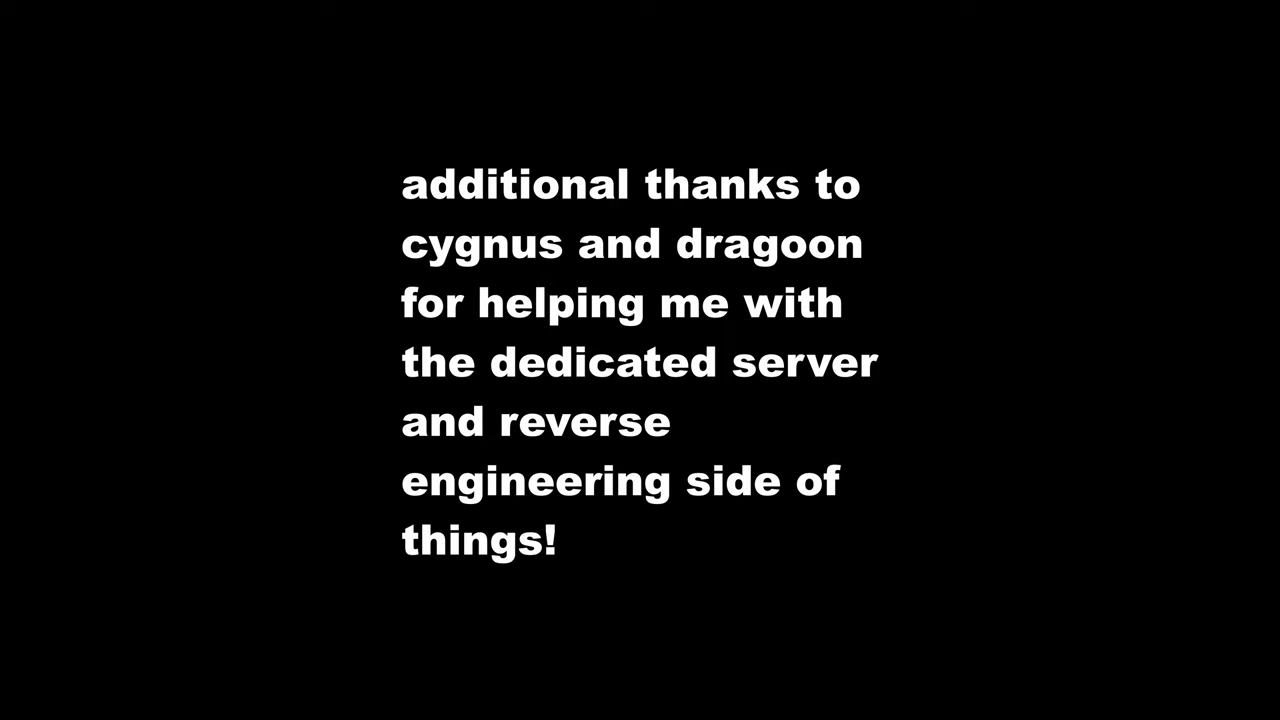 additional thanks to
cygnus and dragoon
for helping me with
the dedicated server
and reverse
engineering side of
things!